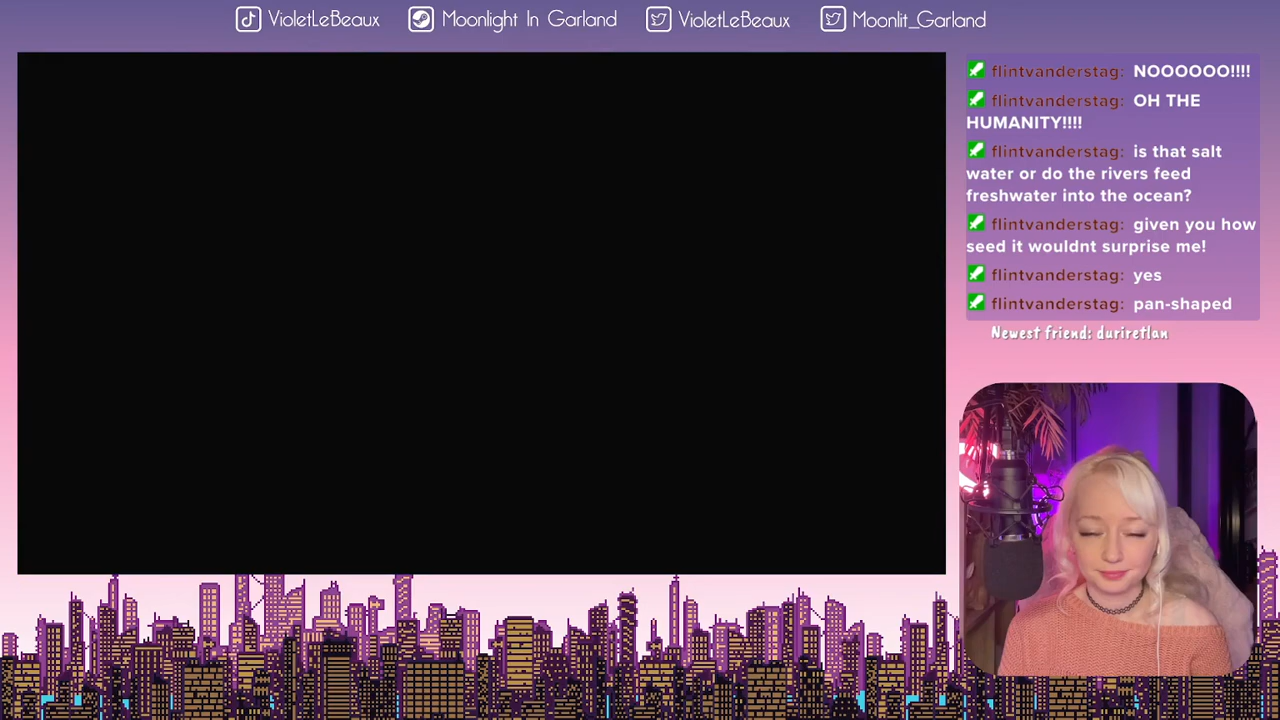 VioletLeBeaux Moonlight In Garland VioletLeBeaux Moonlit_Garland
flintvanderstag: NOOOOOO!!!!
flintvanderstag: OH THE
HUMANITY!!!!
flintvanderstag: is that salt
water or do the rivers feed
freshwater into the ocean?
flintvanderstag: given you how
seed it wouldnt surprise me!
flintvanderstag: yes
flintvanderstag: pan-shaped
Newest friend: duriretlan